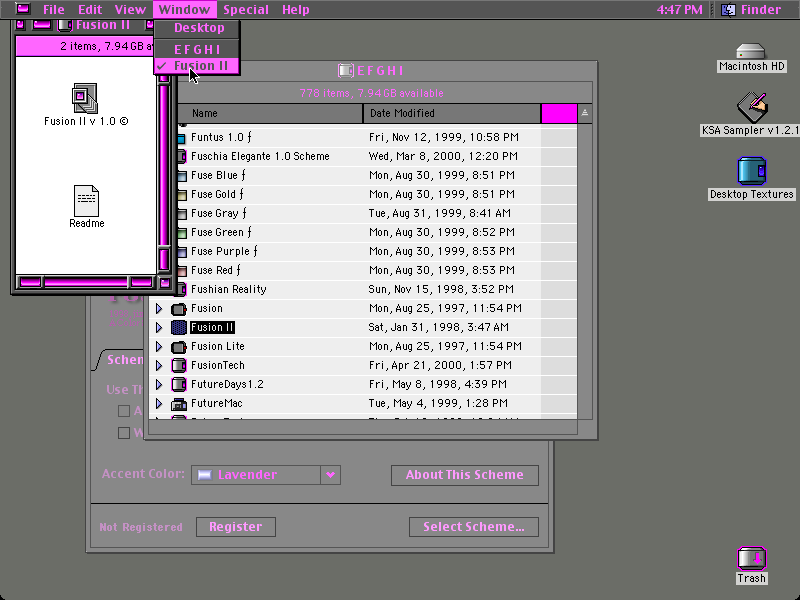 File Edit View Window Special Help 4:47 PM Finder
Fusion II
2 items, 7.94 GB
Fusion II v 1.0 ©
Readme
Desktop
E F G H I
✓ Fusion II
E F G H I
778 items, 7.94 GB available
Name Date Modified
Funtus 1.0 ƒ Fri, Nov 12, 1999, 10:58 PM
Fuschia Elegante 1.0 Scheme Wed, Mar 8, 2000, 12:20 PM
Fuse Blue ƒ Mon, Aug 30, 1999, 8:51 PM
Fuse Gold ƒ Mon, Aug 30, 1999, 8:51 PM
Fuse Gray ƒ Tue, Aug 31, 1999, 8:41 AM
Fuse Green ƒ Mon, Aug 30, 1999, 8:52 PM
Fuse Purple ƒ Mon, Aug 30, 1999, 8:53 PM
Fuse Red ƒ Mon, Aug 30, 1999, 8:53 PM
Fushian Reality Sun, Nov 15, 1998, 3:52 PM
Fusion Mon, Aug 25, 1997, 11:54 PM
Fusion II Sat, Jan 31, 1998, 3:47 AM
Fusion Lite Mon, Aug 25, 1997, 11:54 PM
FusionTech Fri, Apr 21, 2000, 1:57 PM
FutureDays1.2 Fri, May 8, 1998, 4:39 PM
FutureMac Tue, May 4, 1999, 1:28 PM
Schem
Use Th
Accent Color: Lavender About This Scheme
Not Registered Register Select Scheme...
Macintosh HD
KSA Sampler v1.2.1
Desktop Textures
Trash